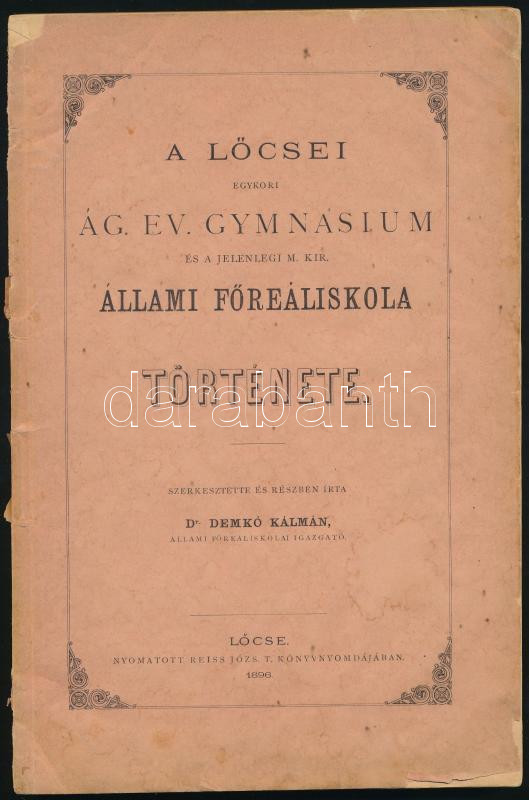 A LŐCSEI
EGYKORI
ÁG. EV. GYMNASIUM
ÉS A JELENLEGI M. KIR.
ÁLLAMI FŐREÁLISKOLA
TÖRTÉNETE.
darabanth
SZERKESZTETTE ÉS RÉSZBEN IRTA
Dr. DEMKÓ KÁLMÁN,
ÁLLAMI FŐREÁLISKOLAI IGAZGATÓ.
LŐCSE.
NYOMATOTT REISS JÓZS. T. KÖNYVNYOMDÁJÁBAN.
1896.